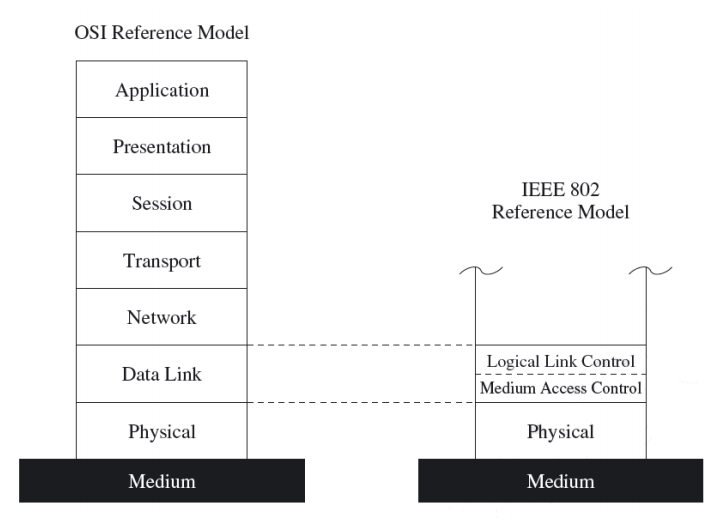 OSI Reference Model
Application
Presentation
Session
Transport
Network
Data Link
Physical
Medium
IEEE 802
Reference Model
Logical Link Control
Medium Access Control
Physical
Medium